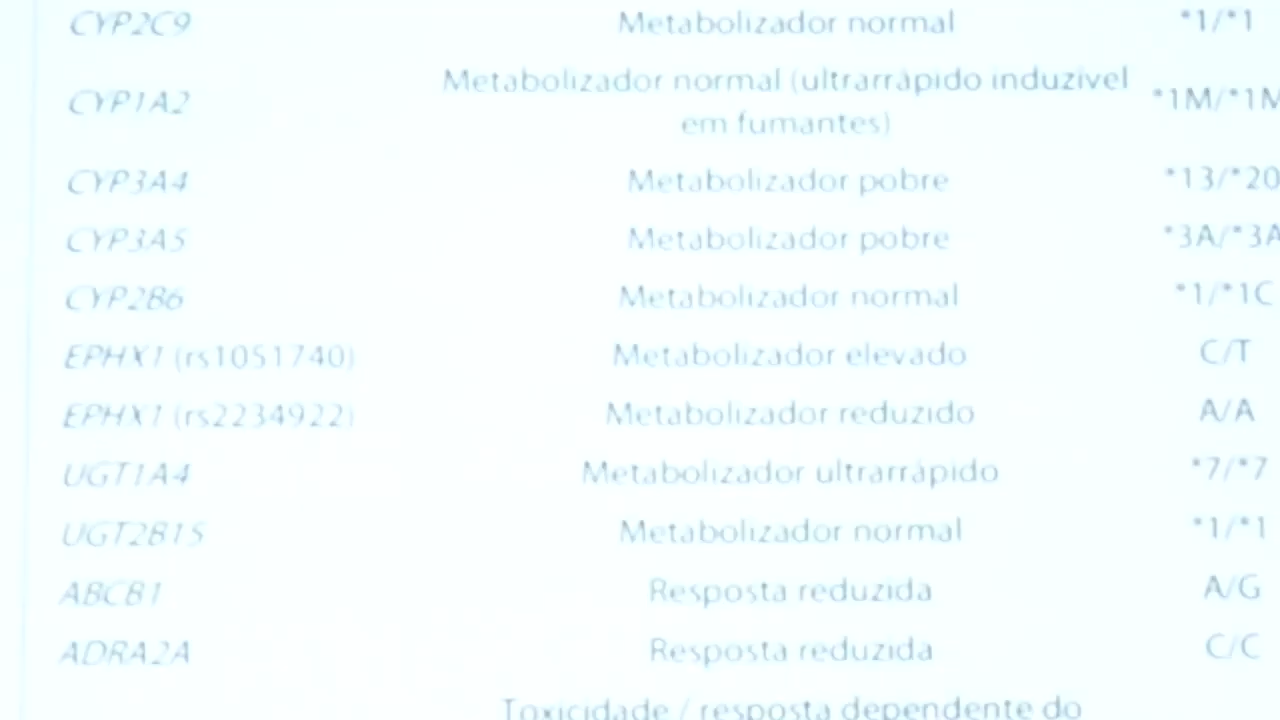 CYP2C9 Metabolizador normal *1/*1
Metabolizador normal (ultrarrápido induzível
CYP1A2 *1M/*1M
em fumantes)
CYP3A4 Metabolizador pobre *13/*20
CYP3A5 Metabolizador pobre *3A/*3A
CYP2B6 Metabolizador normal *1/*1C
EPHX1 (rs1051740) Metabolizador elevado C/T
EPHX1 (rs2234922) Metabolizador reduzido A/A
UGT1A4 Metabolizador ultrarrápido *7/*7
UGT2B15 Metabolizador normal *1/*1
ABCB1 Resposta reduzida A/G
ADRA2A Resposta reduzida C/C
Toxicidade / resposta dependente do